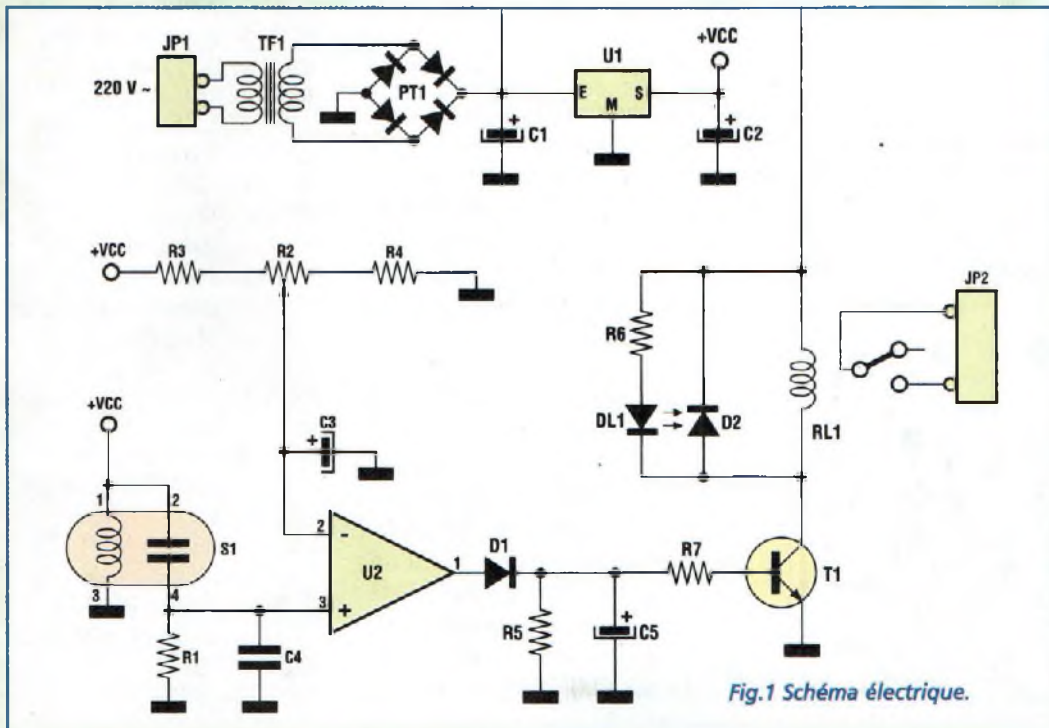 JP1
TF1
220 V ~
PT1
C1
+
U1
E
M
S
+VCC
C2
+
+VCC
R3
R2
R4
R6
DL1
D2
RL1
JP2
+VCC
C3
+
1
2
3
4
S1
R1
C4
2
-
3
+
U2
1
D1
R5
C5
+
R7
T1
Fig.1 Schéma électrique.